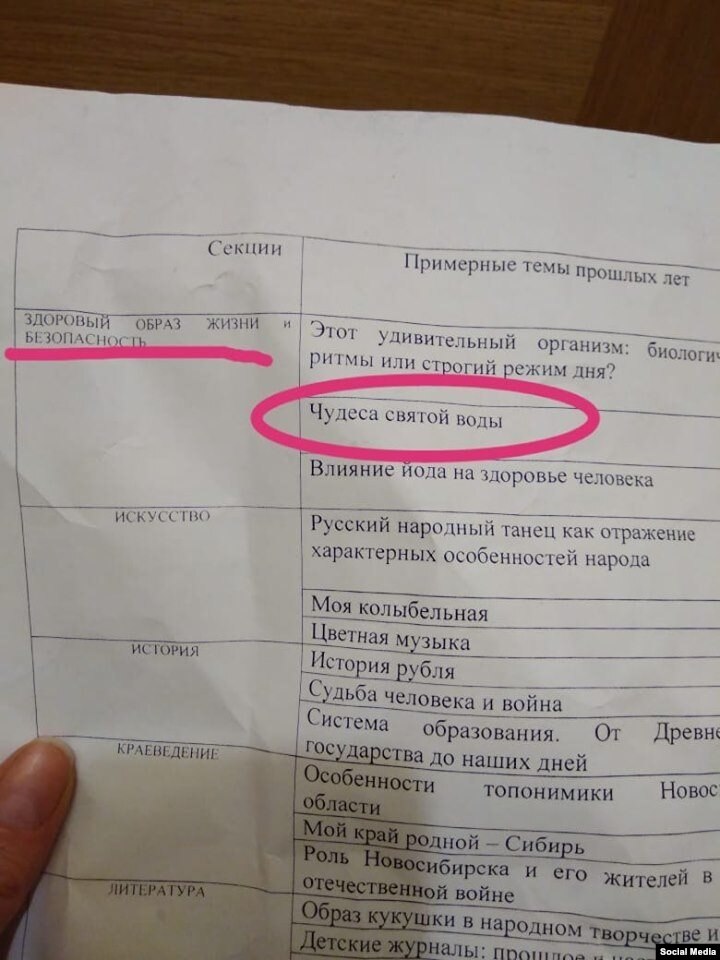 Секции
Примерные темы прошлых лет
ЗДОРОВЫЙ ОБРАЗ ЖИЗНИ и
БЕЗОПАСНОСТЬ
Этот удивительный организм:
ритмы или строгий режим дня?
Чудеса святой воды
Влияние йода на здоровье человека
ИСКУССТВО
Русский народный танец как отражение
характерных особенностей народа
Моя колыбельная
Цветная музыка
ИСТОРИЯ
История рубля
Судьба человека и война
Система образования. От
государства до наших дней
КРАЕВЕДЕНИЕ
Особенности топонимики
области
Мой край родной – Сибирь
Роль Новосибирска и его жителей в
отечественной войне
ЛИТЕРАТУРА
Образ кукушки в народном творчестве и
Детские журналы: прошлое и
Social Media